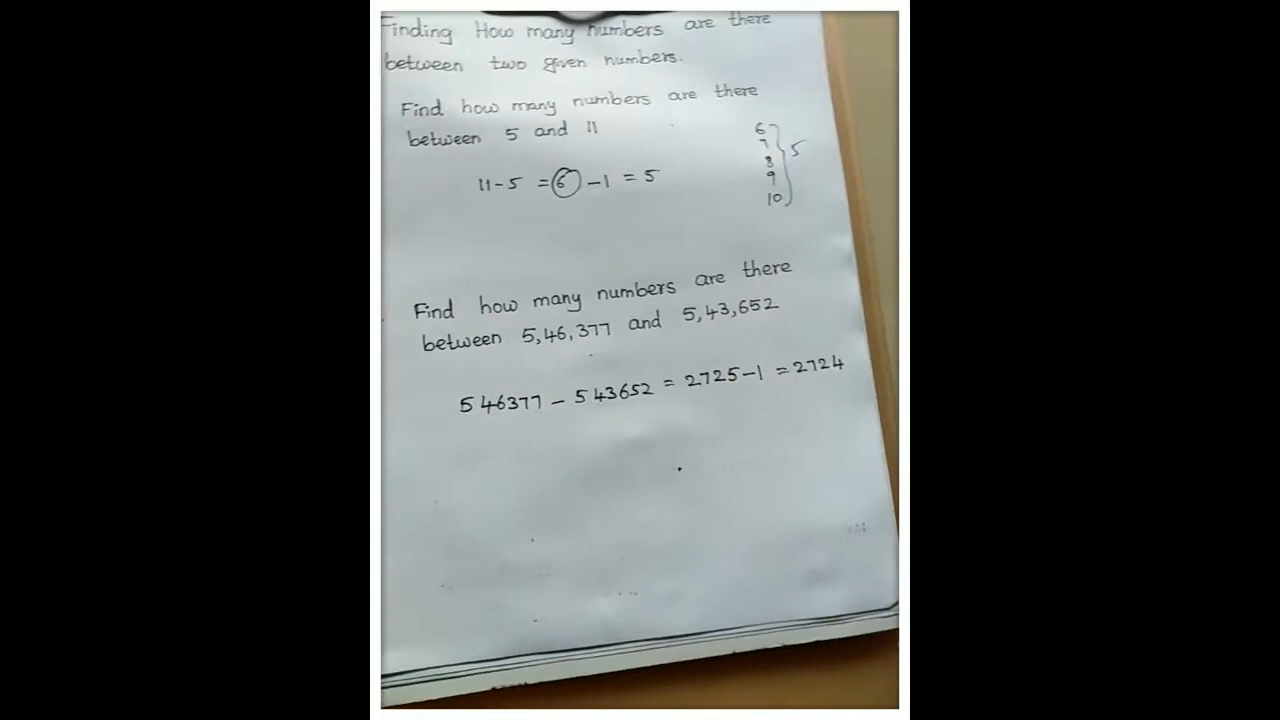 Finding How many numbers are there
between two given numbers.
Find how many numbers are there
between 5 and 11
6
7
8
9
10
5
11-5 = 6 -1 = 5
Find how many numbers are there
between 5,46,377 and 5,43,652
546377 - 543652 = 2725-1 = 2724